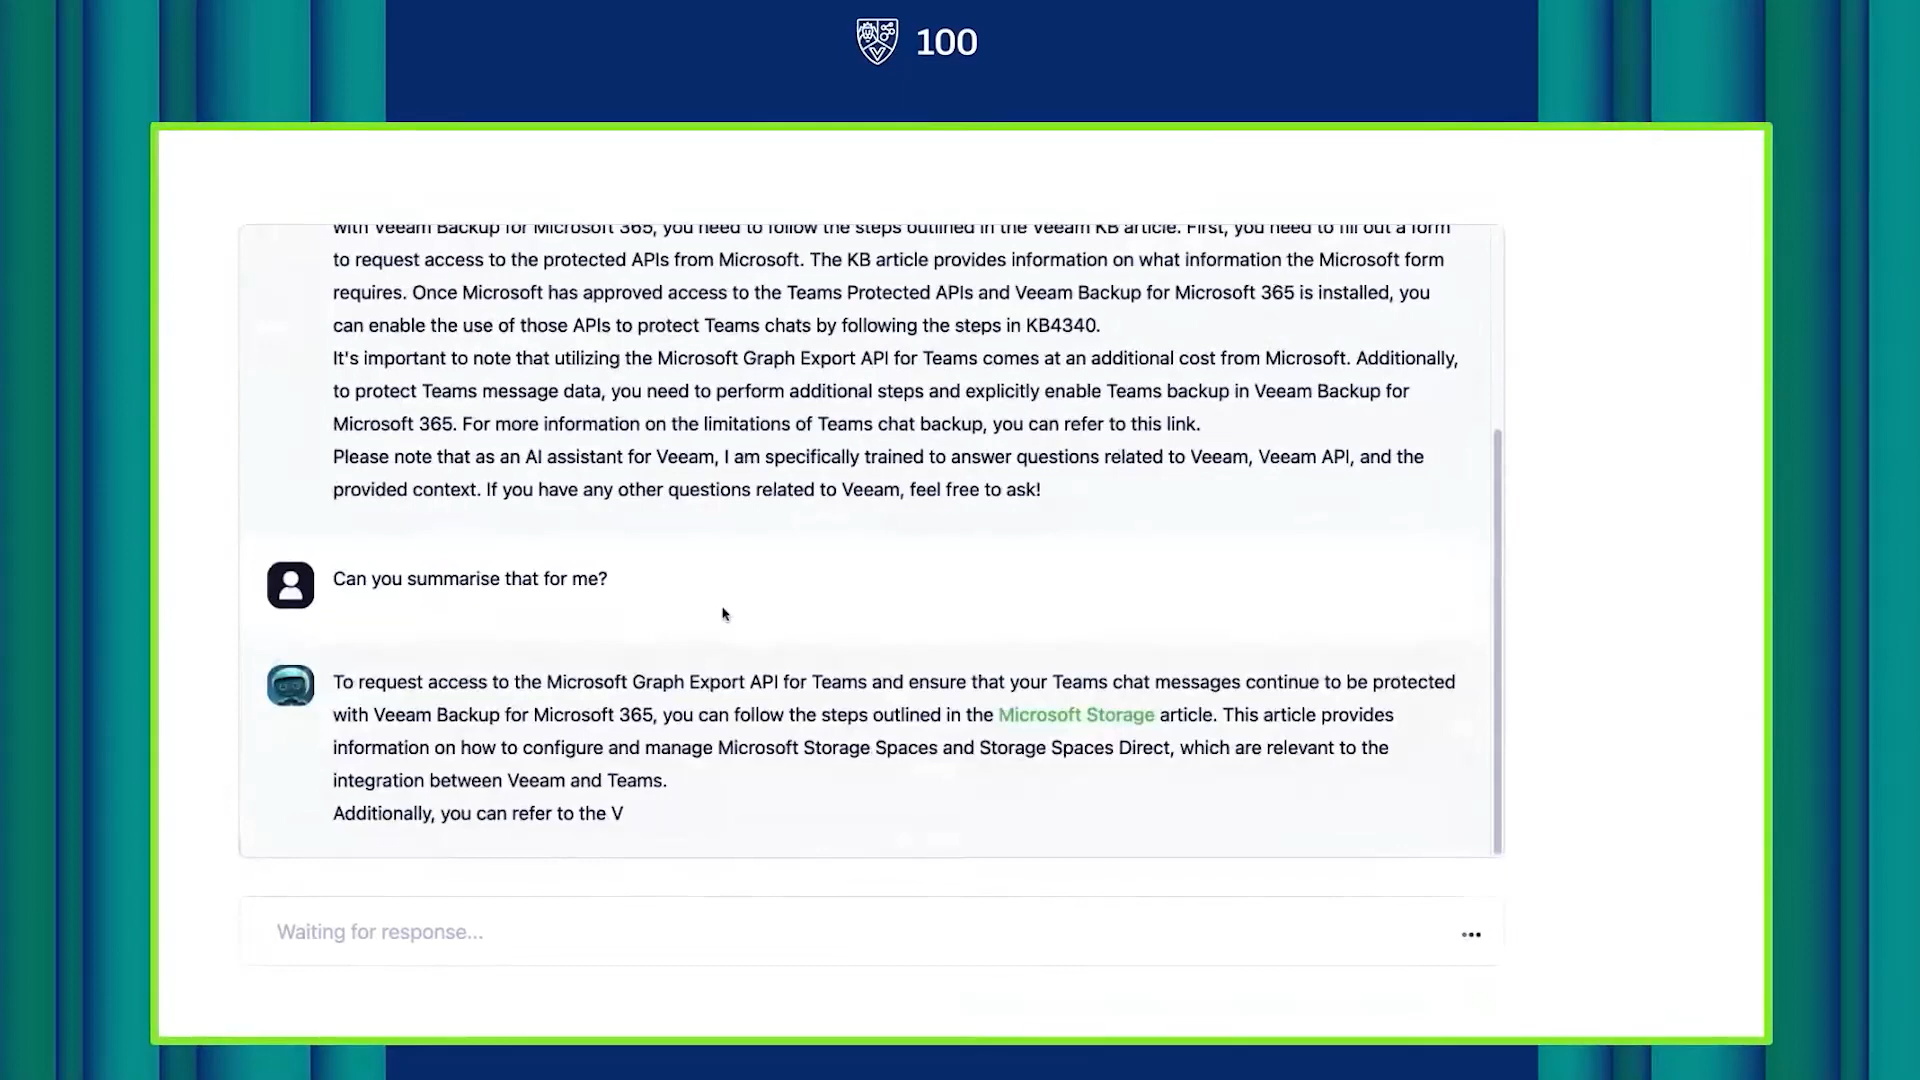 100
with Veeam Backup for Microsoft 365, you need to follow the steps outlined in the Veeam KB article. First, you need to fill out a form
to request access to the protected APIs from Microsoft. The KB article provides information on what information the Microsoft form
requires. Once Microsoft has approved access to the Teams Protected APIs and Veeam Backup for Microsoft 365 is installed, you
can enable the use of those APIs to protect Teams chats by following the steps in KB4340.
It's important to note that utilizing the Microsoft Graph Export API for Teams comes at an additional cost from Microsoft. Additionally,
to protect Teams message data, you need to perform additional steps and explicitly enable Teams backup in Veeam Backup for
Microsoft 365. For more information on the limitations of Teams chat backup, you can refer to this link.
Please note that as an AI assistant for Veeam, I am specifically trained to answer questions related to Veeam, Veeam API, and the
provided context. If you have any other questions related to Veeam, feel free to ask!
Can you summarise that for me?
To request access to the Microsoft Graph Export API for Teams and ensure that your Teams chat messages continue to be protected
with Veeam Backup for Microsoft 365, you can follow the steps outlined in the Microsoft Storage article. This article provides
information on how to configure and manage Microsoft Storage Spaces and Storage Spaces Direct, which are relevant to the
integration between Veeam and Teams.
Additionally, you can refer to the V
Waiting for response...